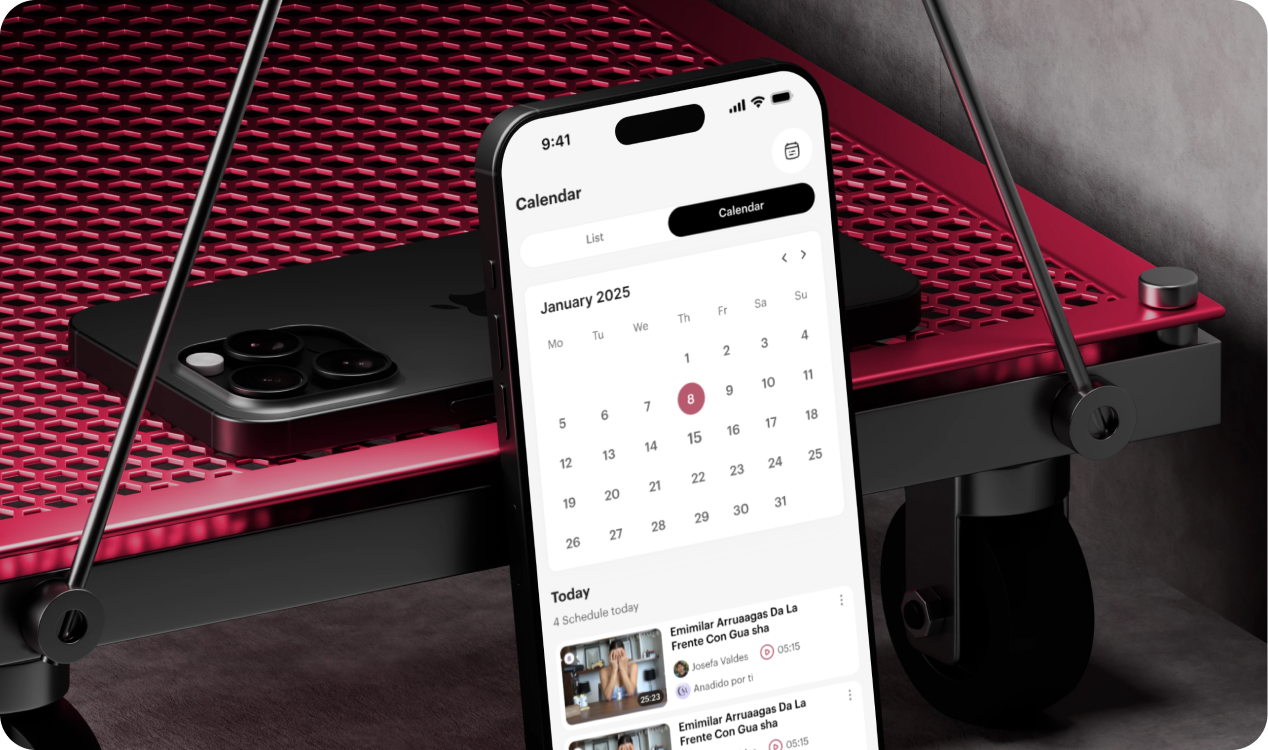 9:41
Calendar
List Calendar
January 2025
Mo Tu We Th Fr Sa Su
1 2 3 4
5 6 7 8 9 10 11
12 13 14 15 16 17 18
19 20 21 22 23 24 25
26 27 28 29 30 31
Today
4 Schedule today
Emimilar Arruaagas Da La
Frente Con Gua sha
Josefa Valdes 05:15
25:23
Anadido por ti
Emimilar Arruaagas Da La
Frente Con Gua sha
05:15